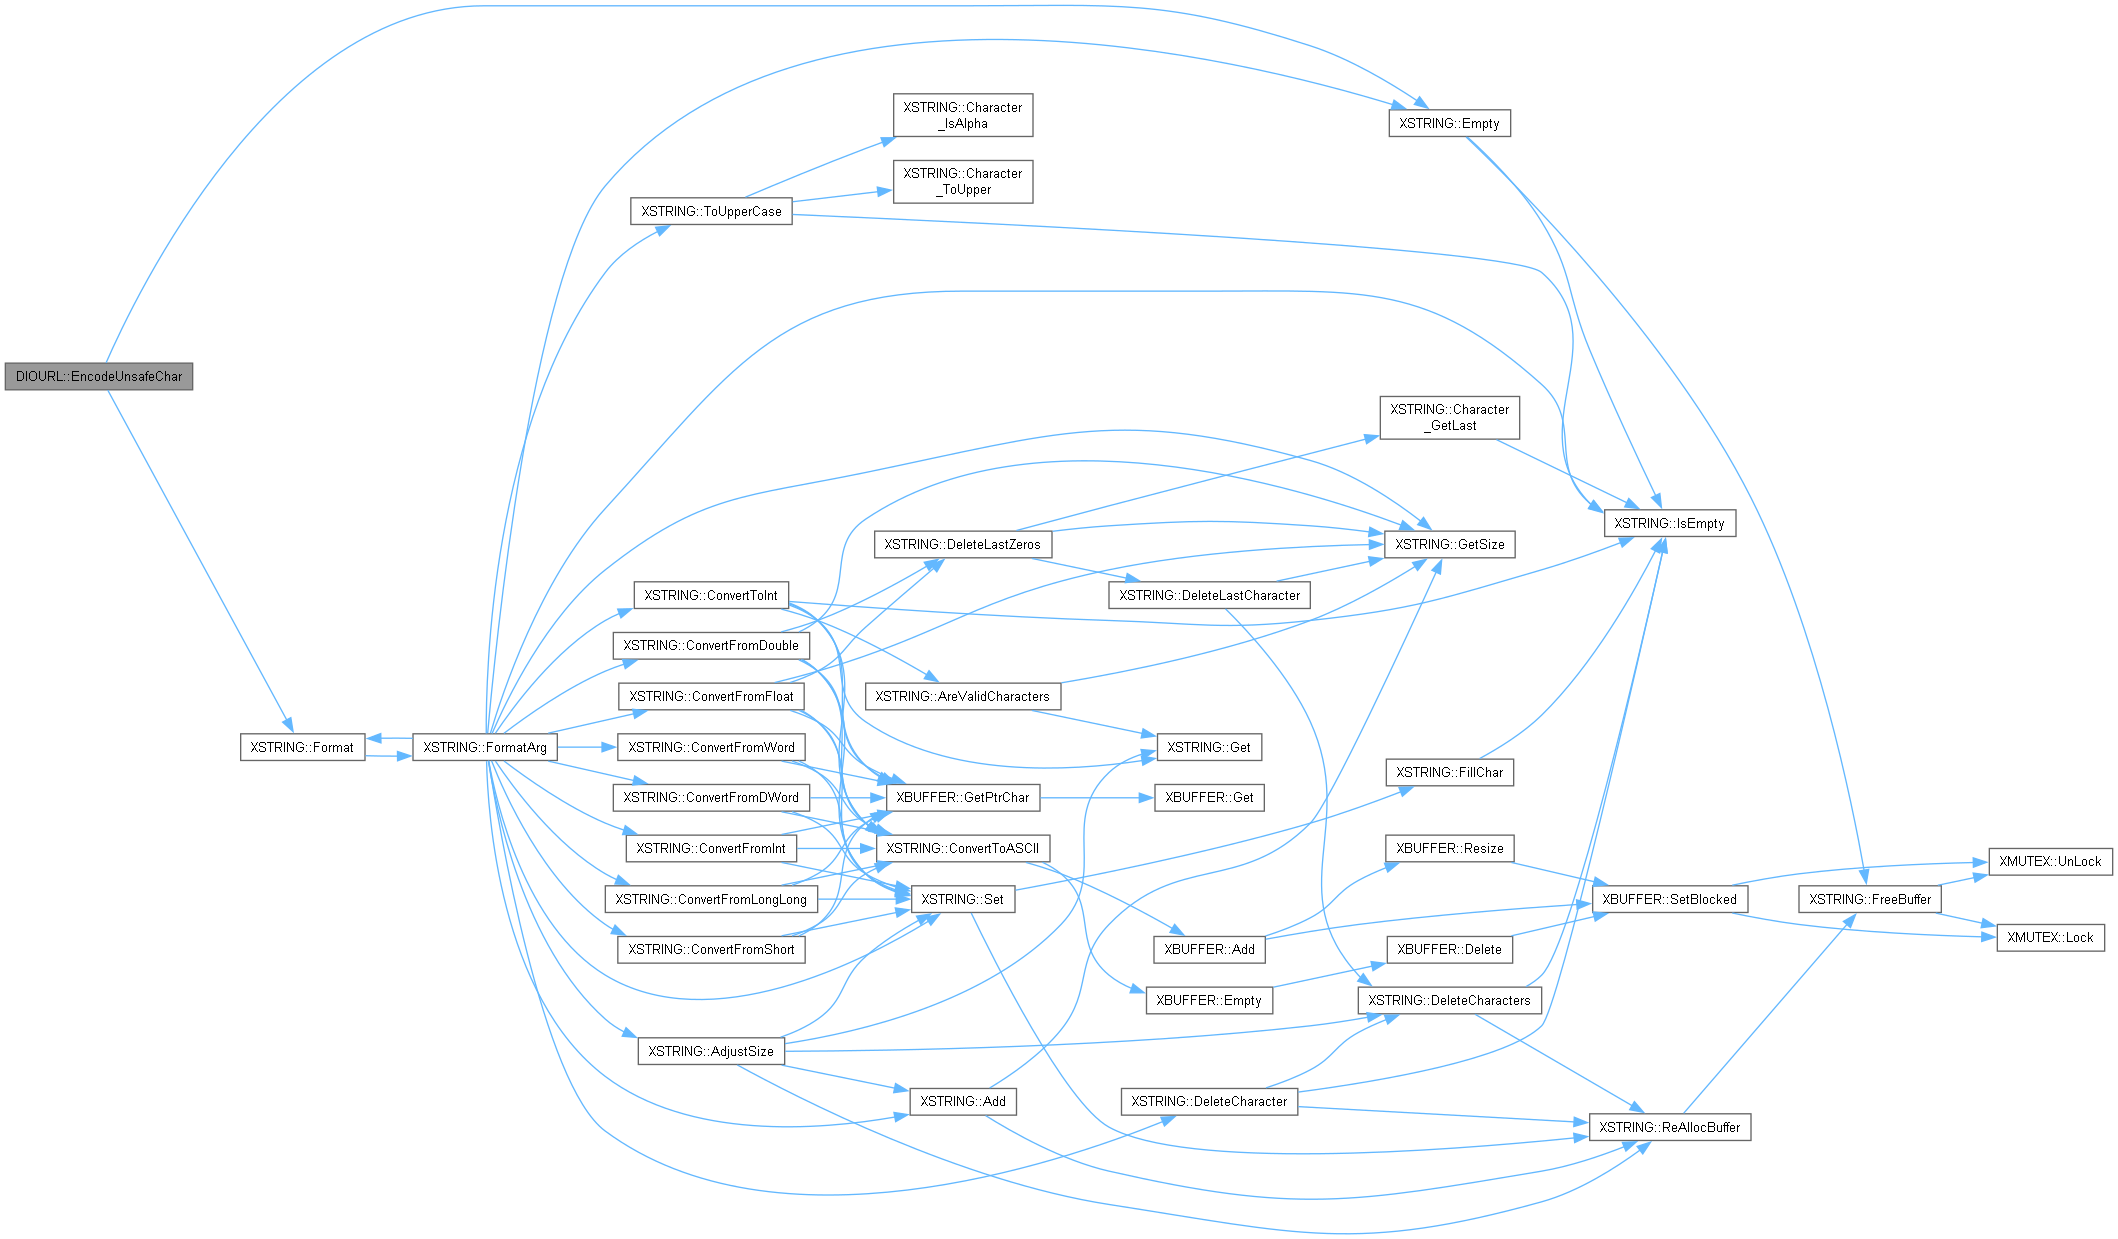 DIOURL::EncodeUnsafeChar
XSTRING::Format
XSTRING::FormatArg
XSTRING::ToUpperCase
XSTRING::ConvertToInt
XSTRING::ConvertFromDouble
XSTRING::ConvertFromFloat
XSTRING::ConvertFromWord
XSTRING::ConvertFromDWord
XSTRING::ConvertFromInt
XSTRING::ConvertFromLongLong
XSTRING::ConvertFromShort
XSTRING::AdjustSize
XSTRING::Character
_IsAlpha
XSTRING::Character
_ToUpper
XSTRING::DeleteLastZeros
XSTRING::AreValidCharacters
XBUFFER::GetPtrChar
XSTRING::ConvertToASCII
XSTRING::Set
XSTRING::Add
XSTRING::DeleteLastCharacter
XSTRING::Get
XBUFFER::Get
XBUFFER::Add
XBUFFER::Empty
XSTRING::DeleteCharacter
XSTRING::Empty
XSTRING::Character
_GetLast
XSTRING::GetSize
XSTRING::FillChar
XBUFFER::Resize
XBUFFER::Delete
XSTRING::DeleteCharacters
XSTRING::IsEmpty
XBUFFER::SetBlocked
XSTRING::ReAllocBuffer
XSTRING::FreeBuffer
XMUTEX::UnLock
XMUTEX::Lock